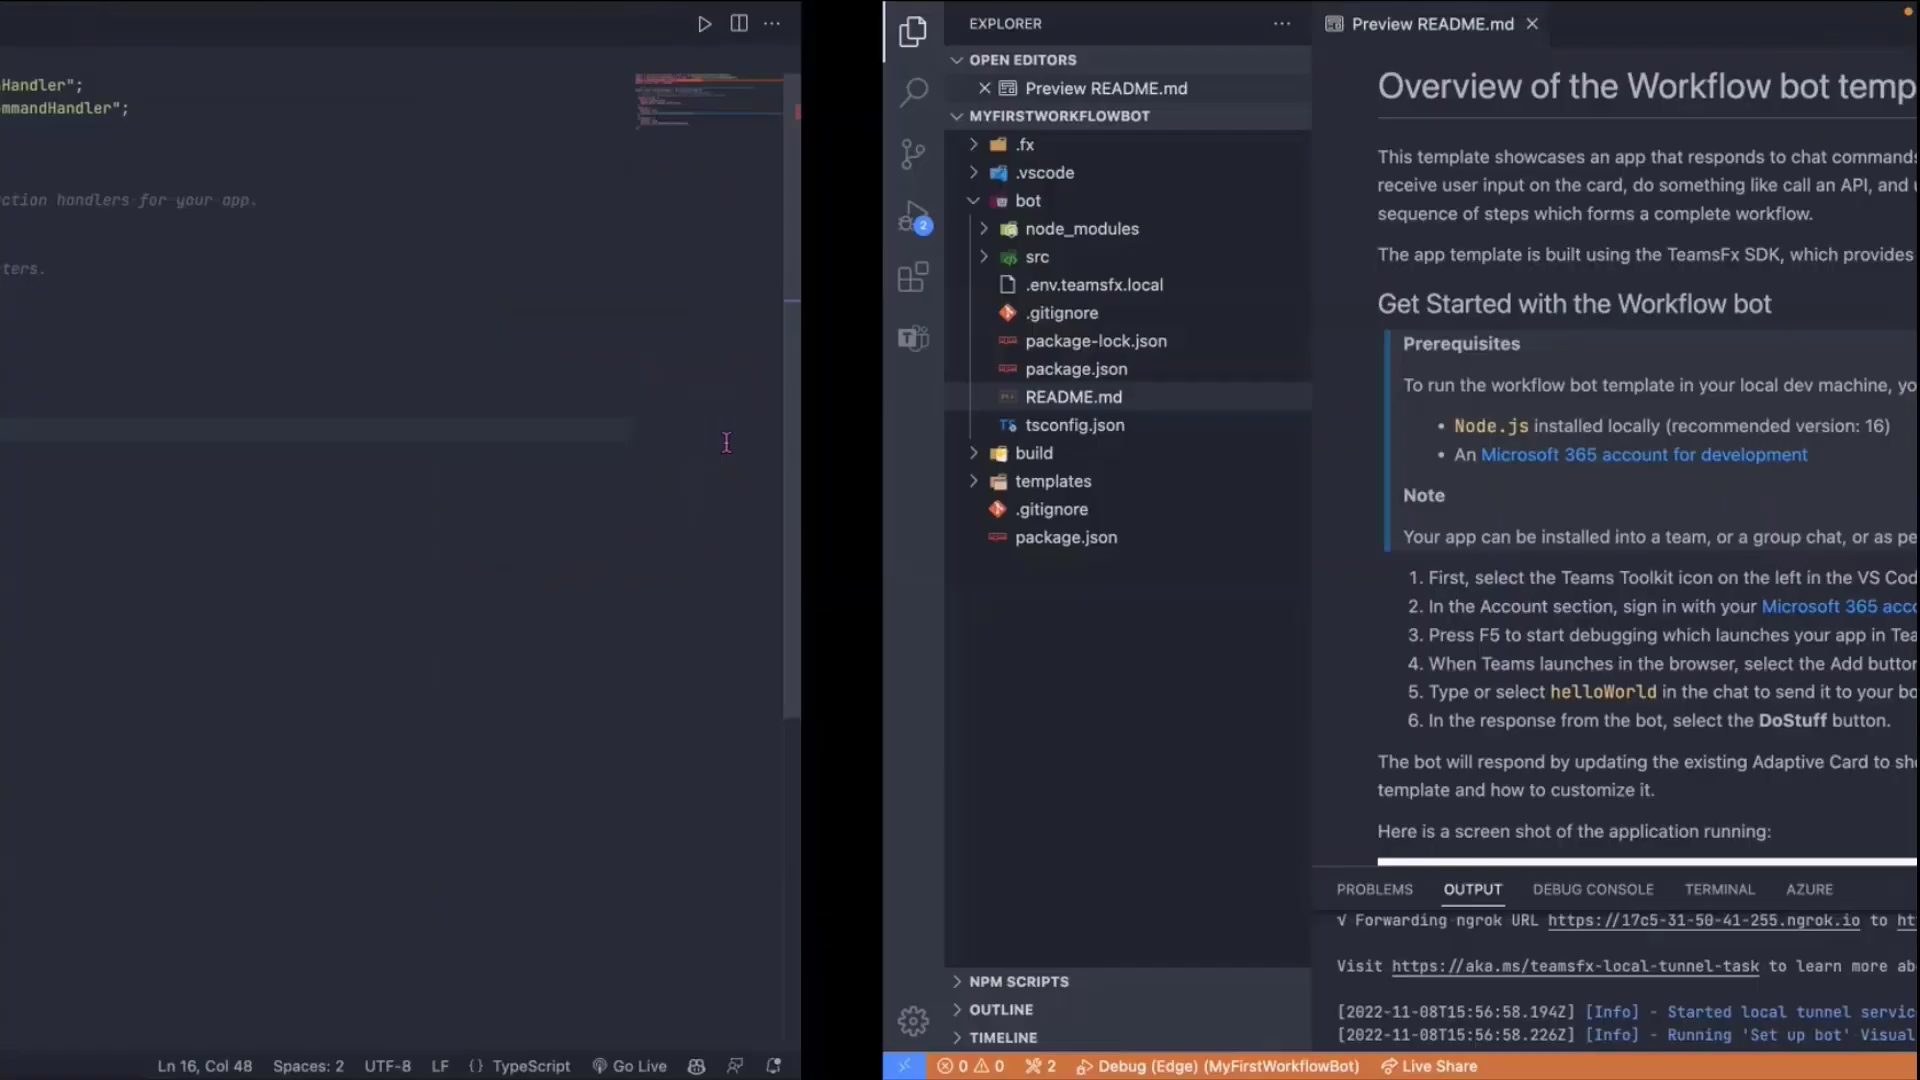 Handler";
mmandHandler";
ction handlers for your app.
ters.
Ln 16, Col 48
Spaces: 2
UTF-8
LF
{} TypeScript
Go Live
EXPLORER
OPEN EDITORS
Preview README.md
MYFIRSTWORKFLOWBOT
.fx
.vscode
bot
node_modules
src
.env.teamsfx.local
.gitignore
package-lock.json
package.json
README.md
tsconfig.json
build
templates
.gitignore
package.json
NPM SCRIPTS
OUTLINE
TIMELINE
2
Preview README.md
Overview of the Workflow bot temp
This template showcases an app that responds to chat commands
receive user input on the card, do something like call an API, and u
sequence of steps which forms a complete workflow.
The app template is built using the TeamsFx SDK, which provides
Get Started with the Workflow bot
Prerequisites
To run the workflow bot template in your local dev machine, yo
• Node.js installed locally (recommended version: 16)
• An Microsoft 365 account for development
Note
Your app can be installed into a team, or a group chat, or as pe
1. First, select the Teams Toolkit icon on the left in the VS Cod
2. In the Account section, sign in with your Microsoft 365 acco
3. Press F5 to start debugging which launches your app in Tea
4. When Teams launches in the browser, select the Add button
5. Type or select helloWorld in the chat to send it to your bo
6. In the response from the bot, select the DoStuff button.
The bot will respond by updating the existing Adaptive Card to sh
template and how to customize it.
Here is a screen shot of the application running:
PROBLEMS
OUTPUT
DEBUG CONSOLE
TERMINAL
AZURE
√ Forwarding ngrok URL https://17c5-31-50-41-255.ngrok.io to ht
Visit https://aka.ms/teamsfx-local-tunnel-task to learn more ab
[2022-11-08T15:56:58.194Z] [Info] - Started local tunnel servic
[2022-11-08T15:56:58.226Z] [Info] - Running 'Set up bot' Visual
0 0
2
Debug (Edge) (MyFirstWorkflowBot)
Live Share